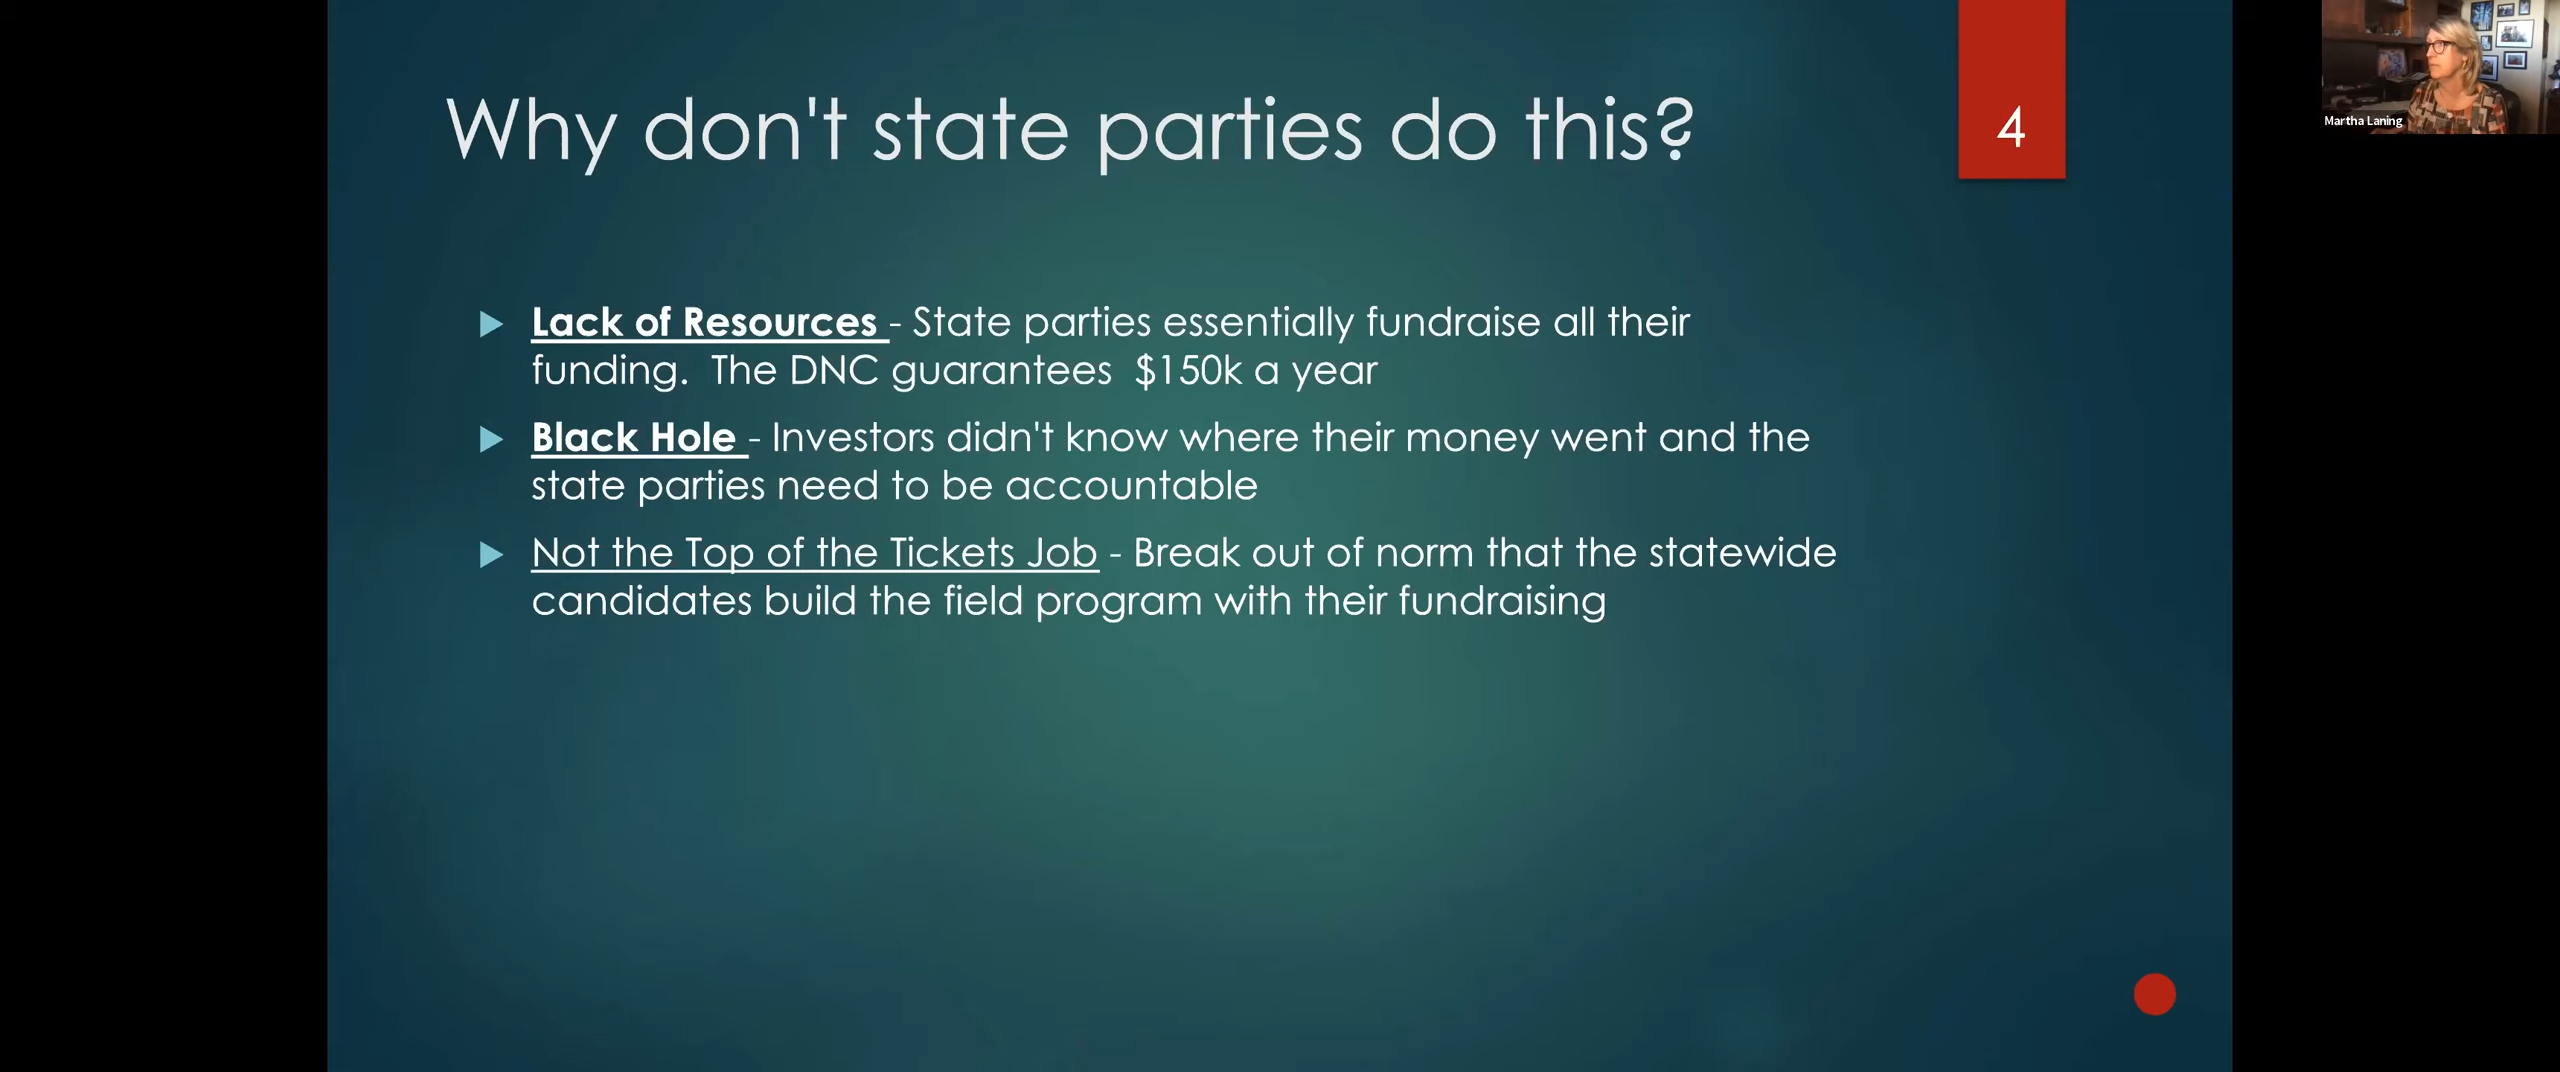 Why don't state parties do this?
4
Martha Laning
Lack of Resources - State parties essentially fundraise all their
funding.  The DNC guarantees  $150k a year
Black Hole - Investors didn't know where their money went and the
state parties need to be accountable
Not the Top of the Tickets Job - Break out of norm that the statewide
candidates build the field program with their fundraising